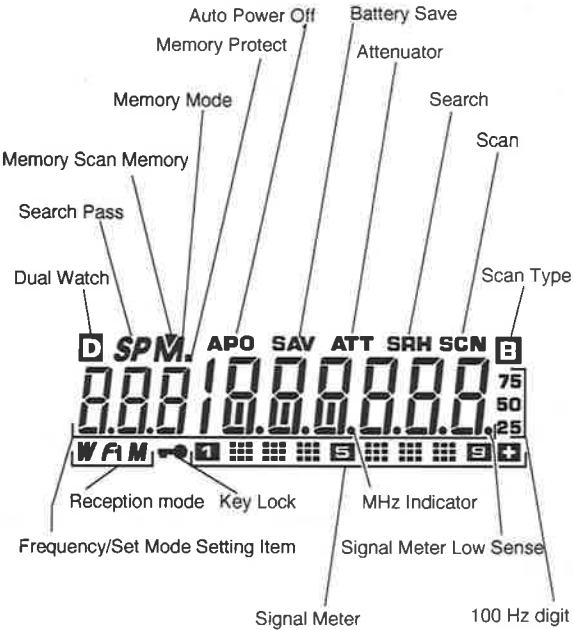 Auto Power Off
Battery Save
Memory Protect
Attenuator
Memory Mode
Search
Scan
Memory Scan Memory
Search Pass
Dual Watch
Scan Type
D SP M. APO SAV ATT SRH SCN B
75
50
25
W FM 1 5 9 +
Reception mode
Key Lock
MHz Indicator
Frequency/Set Mode Setting Item
Signal Meter Low Sense
Signal Meter
100 Hz digit